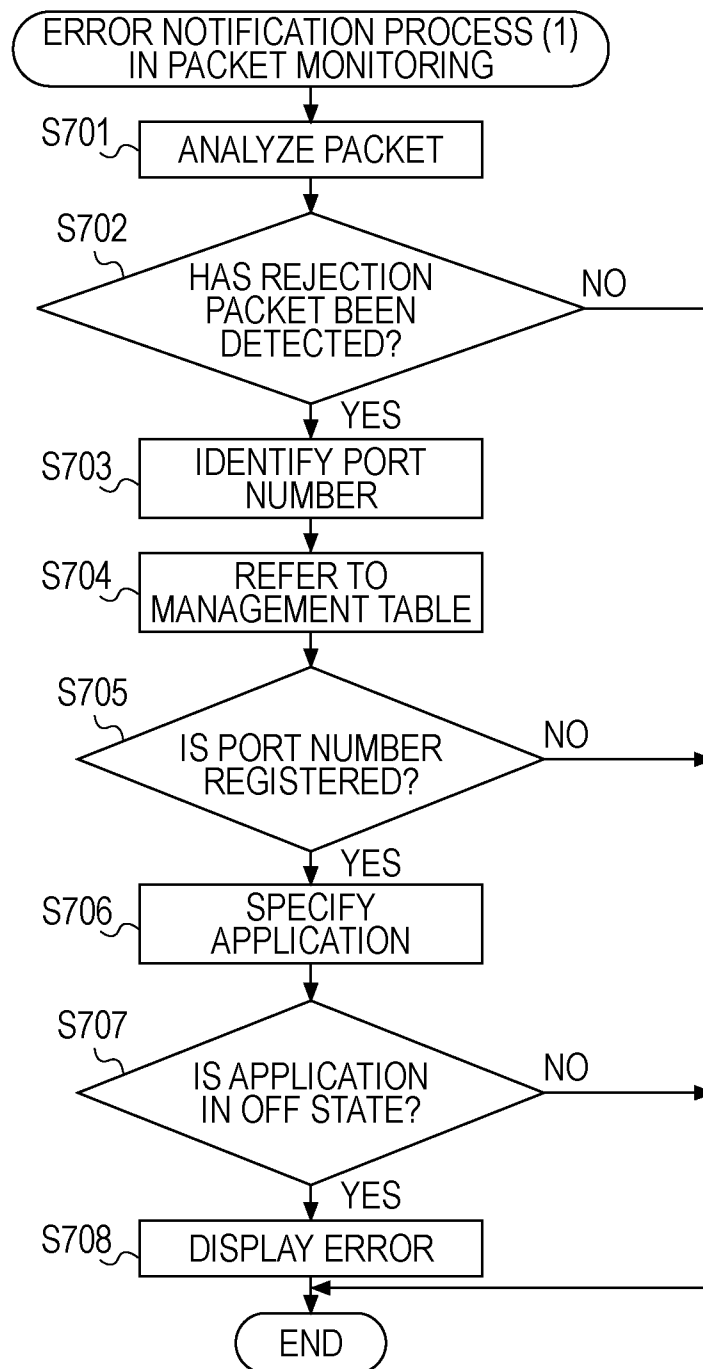 ERROR NOTIFICATION PROCESS (1)
IN PACKET MONITORING
S701
ANALYZE PACKET
S702
HAS REJECTION
PACKET BEEN
DETECTED?
NO
YES
S703
IDENTIFY PORT
NUMBER
S704
REFER TO
MANAGEMENT TABLE
S705
IS PORT NUMBER
REGISTERED?
NO
YES
S706
SPECIFY
APPLICATION
S707
IS APPLICATION
IN OFF STATE?
NO
YES
S708
DISPLAY ERROR
END